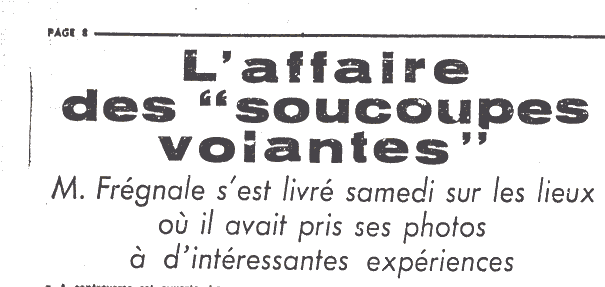 PAGE 8
L'affaire
des “soucoupes
volantes”
M. Frégnale s'est livré samedi sur les lieux
où il avait pris ses photos
à d'intéressantes expériences